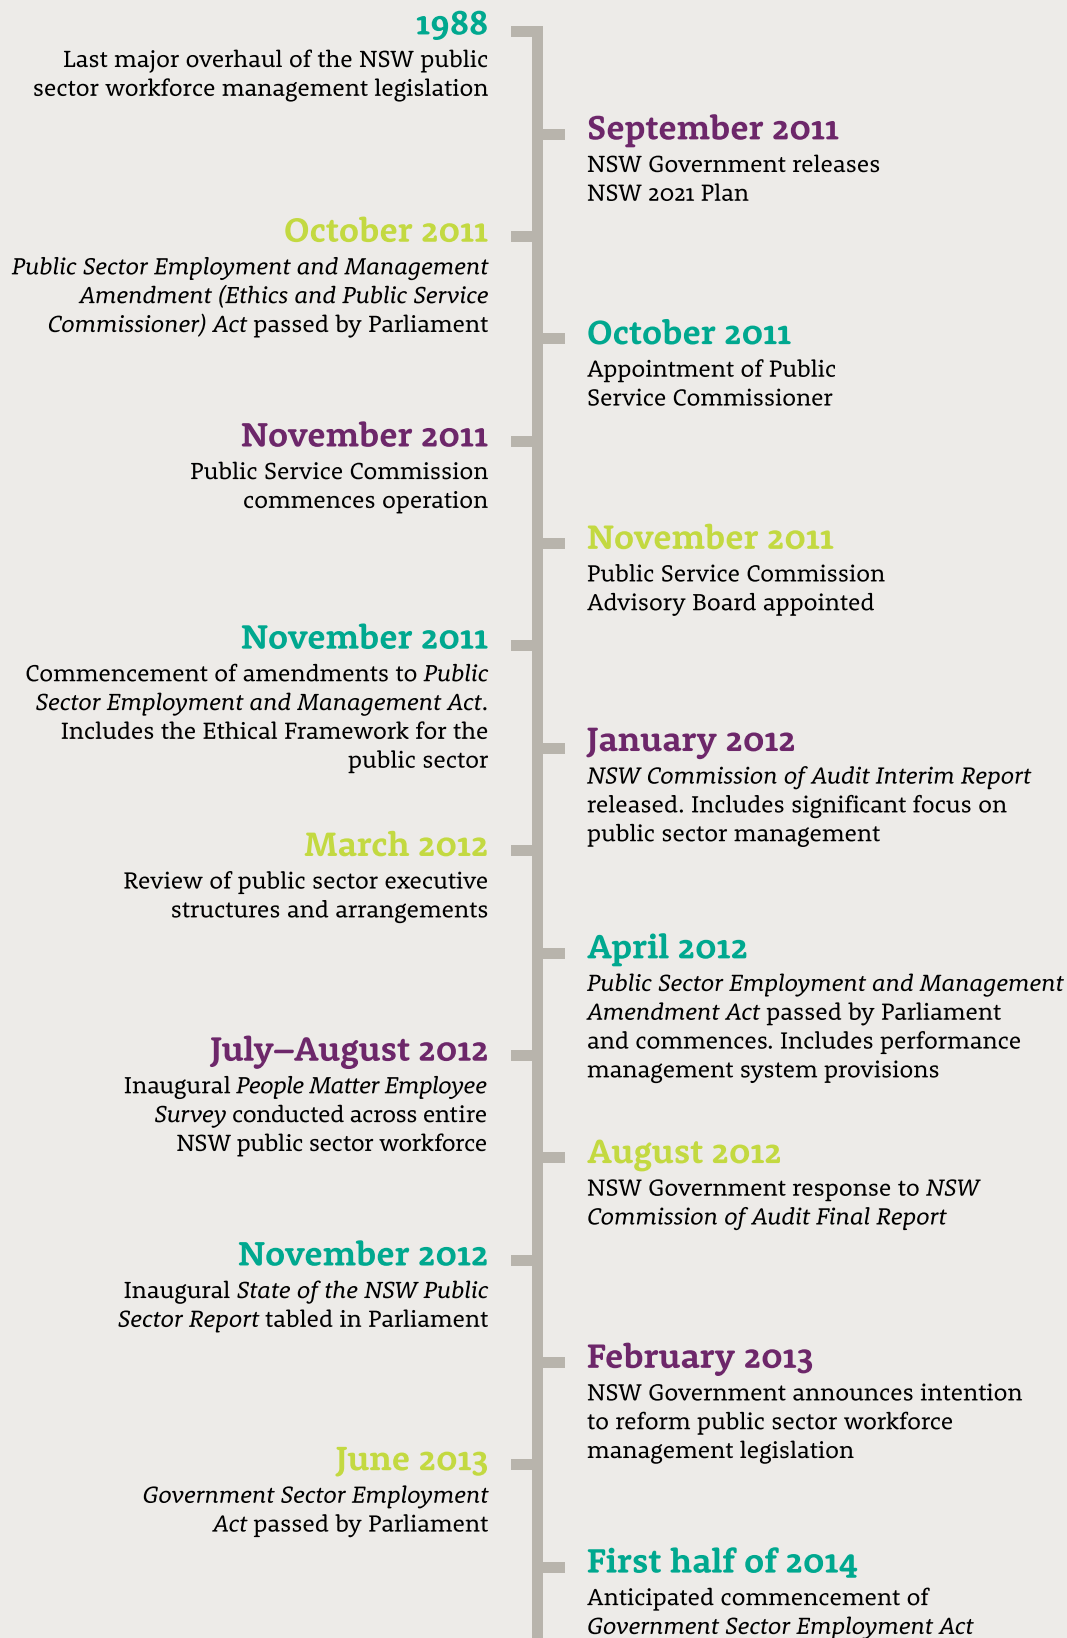 1988
Last major overhaul of the NSW public
sector workforce management legislation
September 2011
NSW Government releases
NSW 2021 Plan
October 2011
Public Sector Employment and Management
Amendment (Ethics and Public Service
Commissioner) Act passed by Parliament
October 2011
Appointment of Public
Service Commissioner
November 2011
Public Service Commission
commences operation
November 2011
Public Service Commission
Advisory Board appointed
November 2011
Commencement of amendments to Public
Sector Employment and Management Act.
Includes the Ethical Framework for the
public sector
January 2012
NSW Commission of Audit Interim Report
released. Includes significant focus on
public sector management
March 2012
Review of public sector executive
structures and arrangements
April 2012
Public Sector Employment and Management
Amendment Act passed by Parliament
and commences. Includes performance
management system provisions
July–August 2012
Inaugural People Matter Employee
Survey conducted across entire
NSW public sector workforce
August 2012
NSW Government response to NSW
Commission of Audit Final Report
November 2012
Inaugural State of the NSW Public
Sector Report tabled in Parliament
February 2013
NSW Government announces intention
to reform public sector workforce
management legislation
June 2013
Government Sector Employment
Act passed by Parliament
First half of 2014
Anticipated commencement of
Government Sector Employment Act